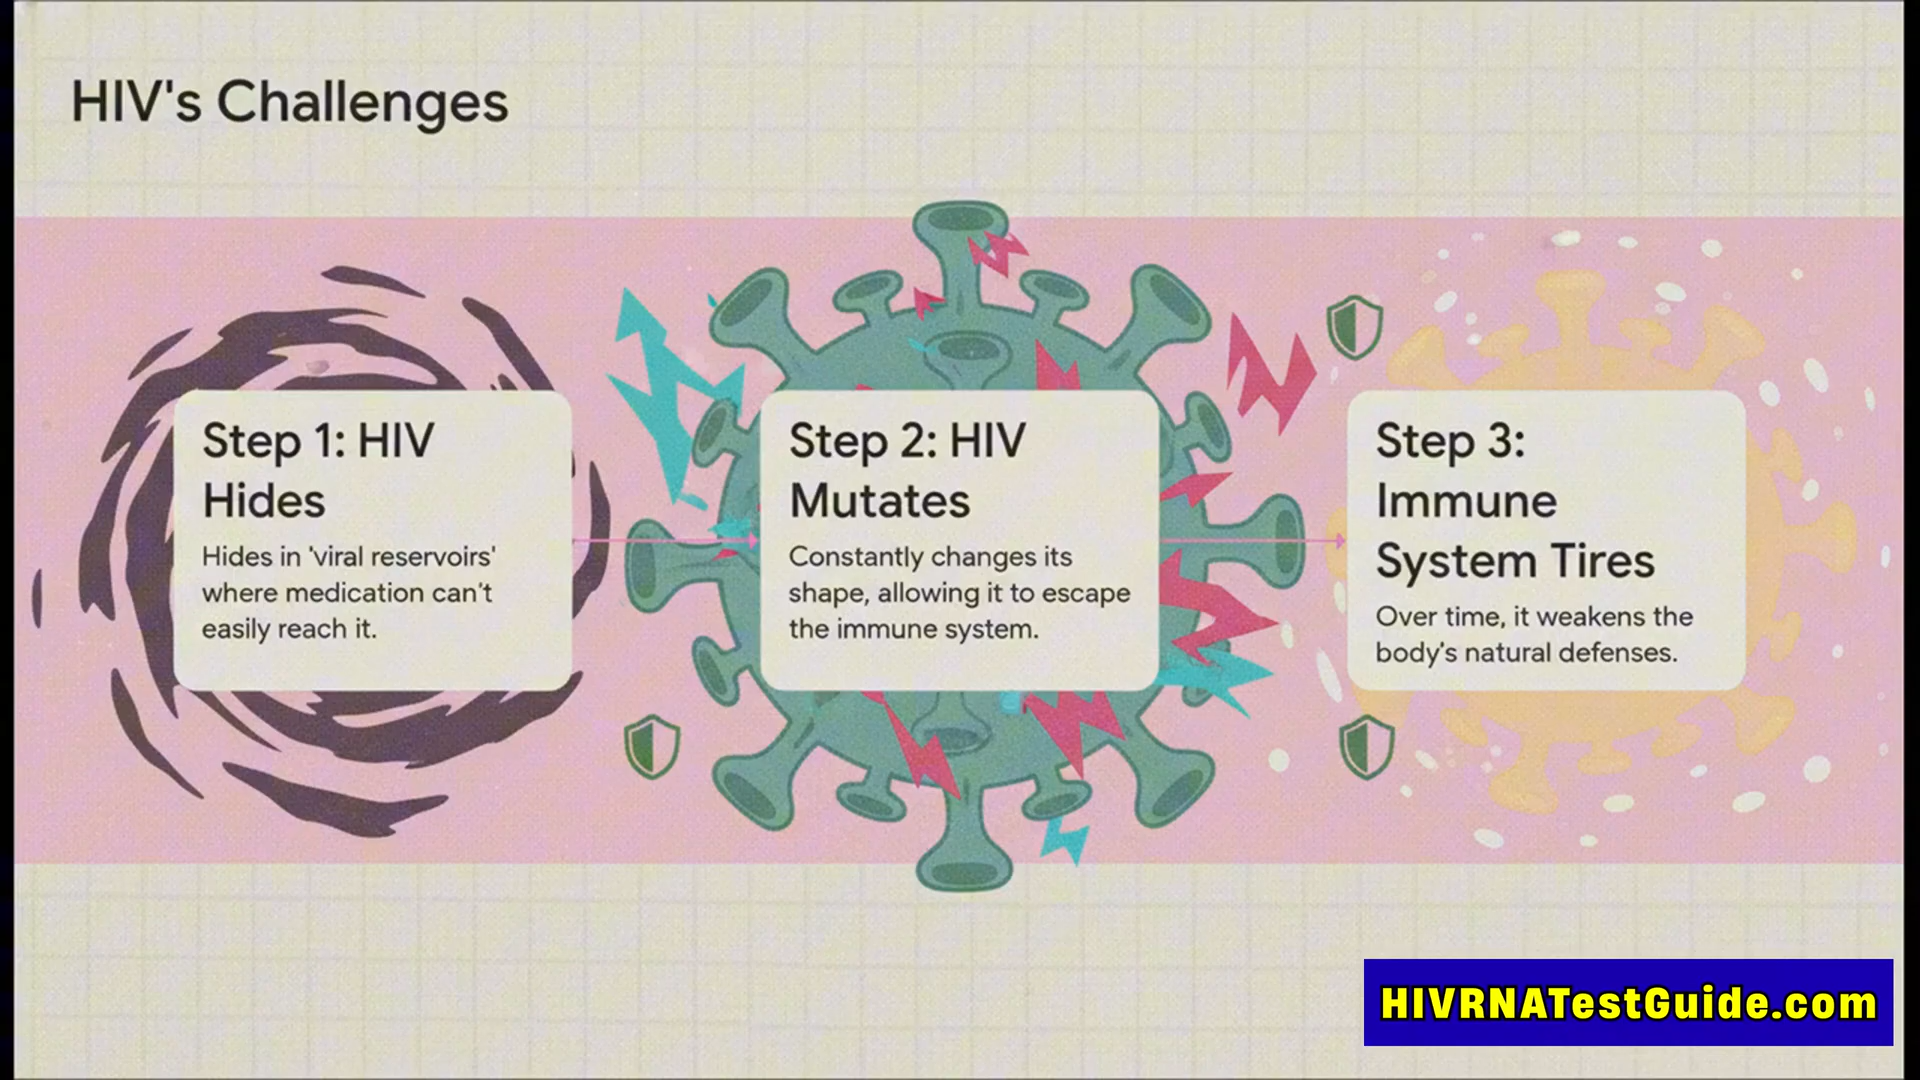 HIV's Challenges
Step 1: HIV
Hides
Hides in 'viral reservoirs'
where medication can't
easily reach it.
Step 2: HIV
Mutates
Constantly changes its
shape, allowing it to escape
the immune system.
Step 3:
Immune
System Tires
Over time, it weakens the
body's natural defenses.
HIVRNATestGuide.com